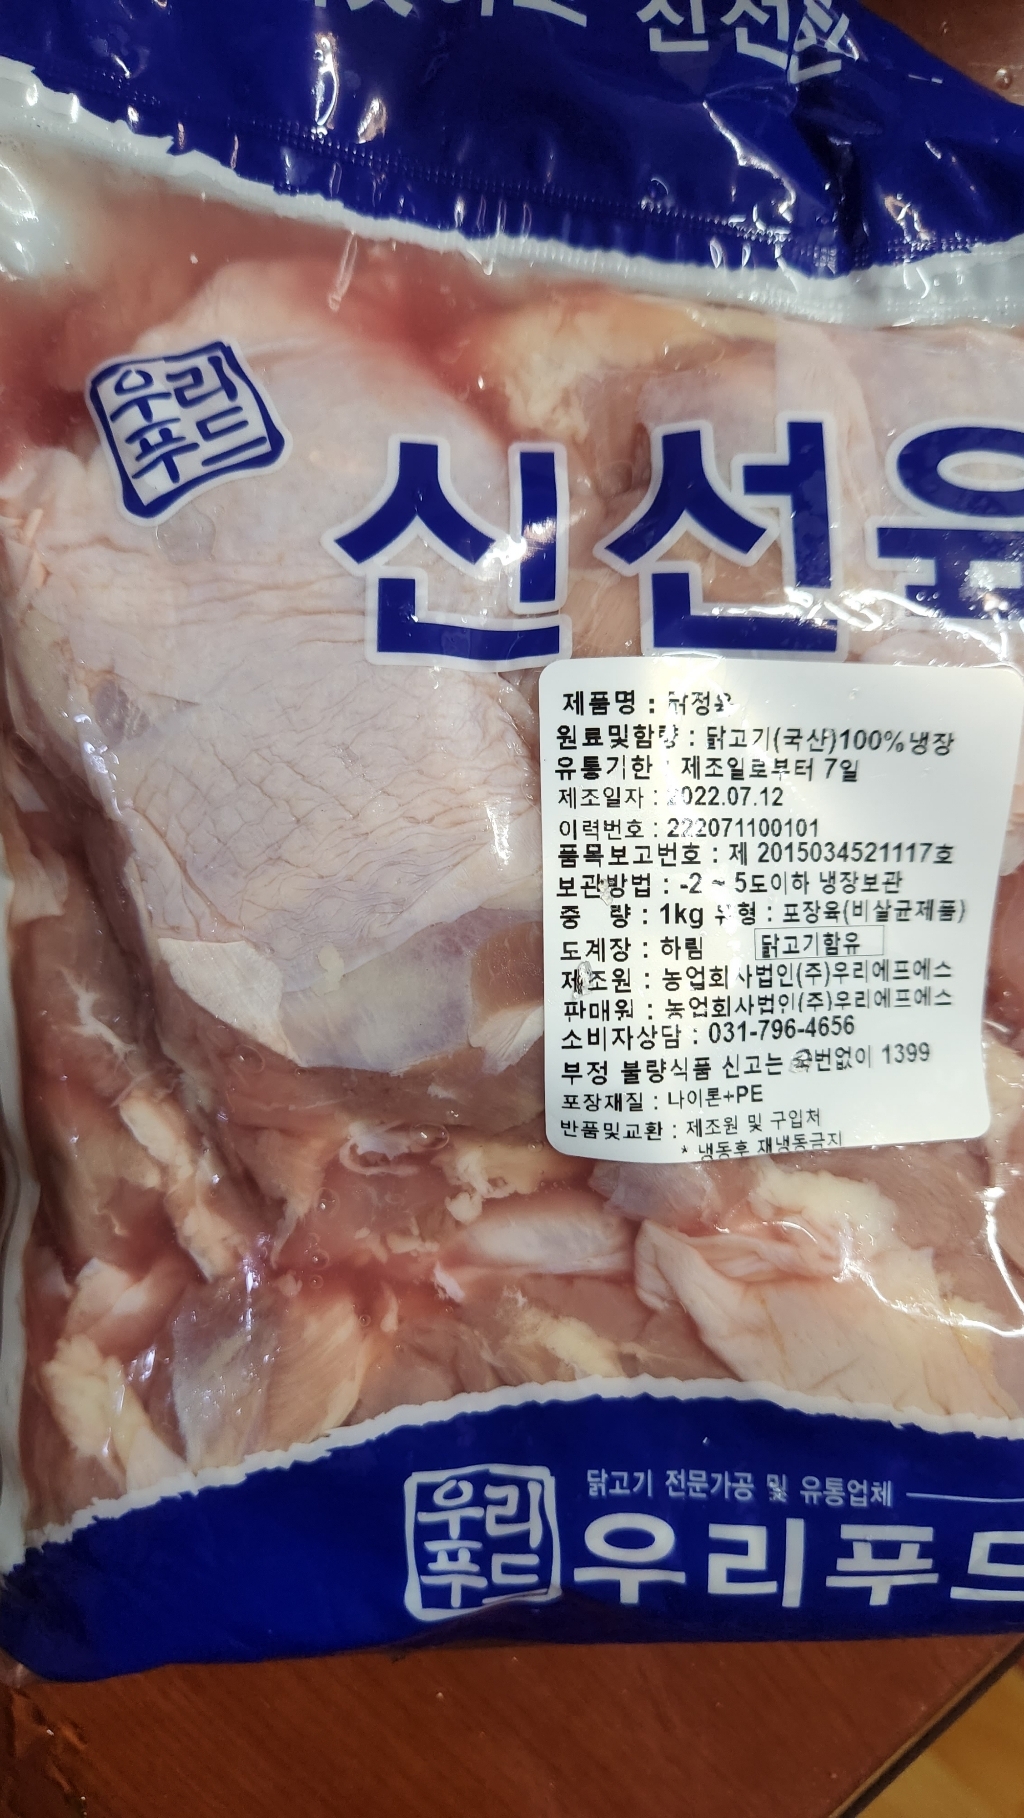 신선
우리
푸드
신선육
제품명 : 닭정육
원료및함량 : 닭고기(국산)100%냉장
유통기한 : 제조일로부터 7일
제조일자 : 2022.07.12
이력번호 : 222071100101
품목보고번호 : 제 2015034521117호
보관방법 : -2 ~ 5도이하 냉장보관
중 량 : 1kg 유형 : 포장육(비살균제품)
도계장 : 하림 닭고기함유
제조원 : 농업회사법인(주)우리에프에스
판매원 : 농업회사법인(주)우리에프에스
소비자상담 : 031-796-4656
부정 불량식품 신고는 국번없이 1399
포장재질 : 나이론+PE
반품및교환 : 제조원 및 구입처
* 냉동후 재냉동금지
우리
푸드
닭고기 전문가공 및 유통업체
우리푸드